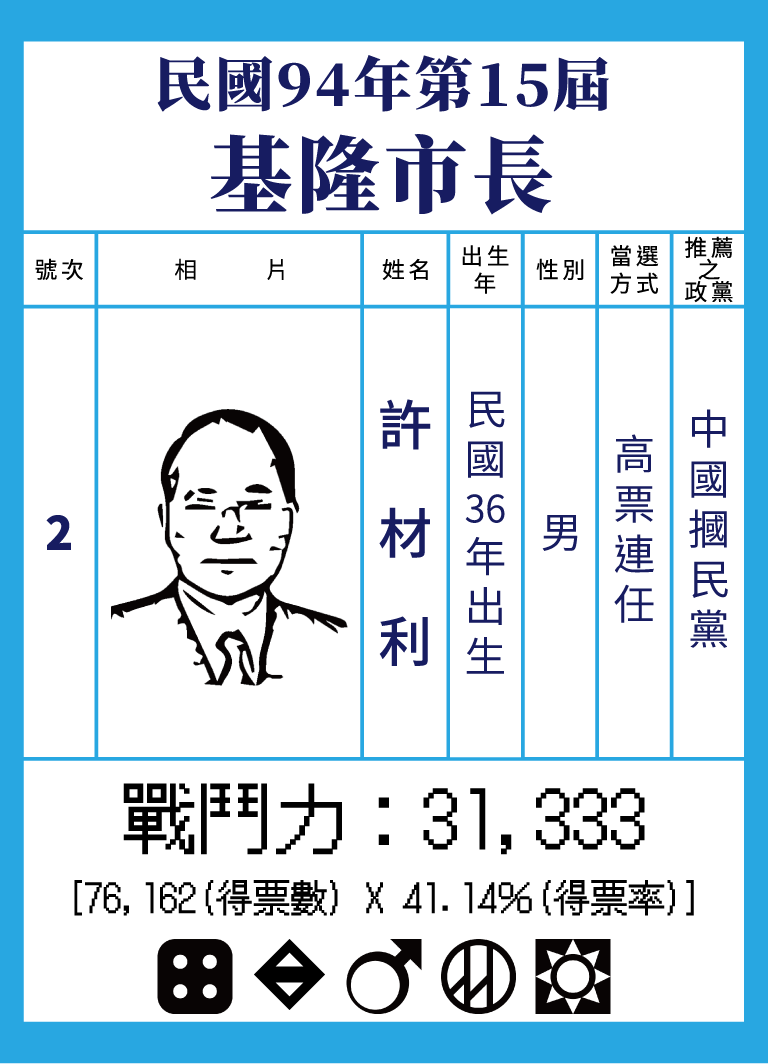 民國94年第15屆
基隆市長
號次
相片
姓名
出生
年
性別
當選
方式
推薦
之
政黨
2
許材利
民國36年出生
男
高票連任
中國摑民黨
戰鬥力：31,333
[76,162(得票數) X 41.14%(得票率)]